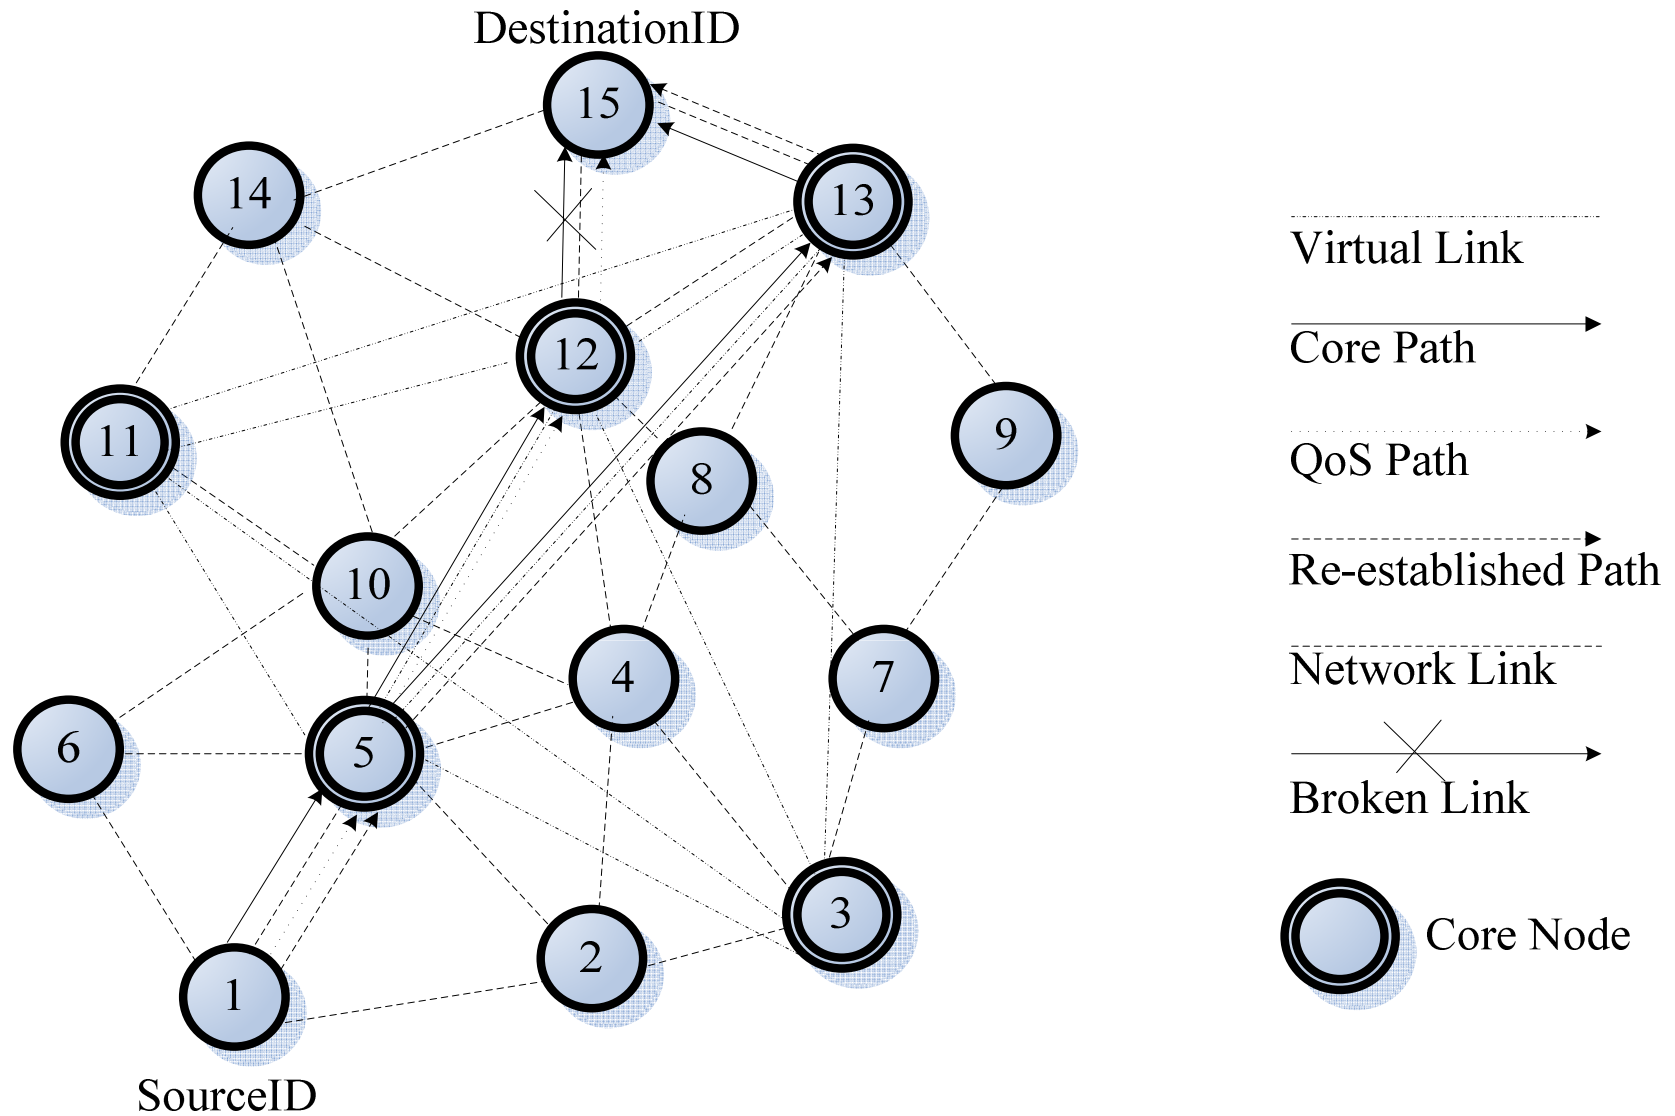 DestinationID
15
14
13
12
11
9
8
10
4
7
6
5
3
2
1
SourceID
Virtual Link
Core Path
QoS Path
Re-established Path
Network Link
Broken Link
Core Node